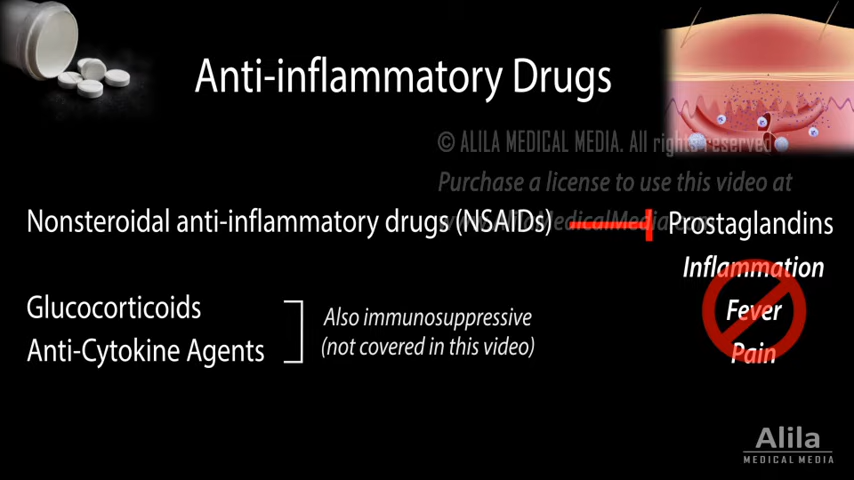 Anti-inflammatory Drugs
© ALILA MEDICAL MEDIA. All rights reserved
Purchase a license to use this video at
Nonsteroidal anti-inflammatory drugs (NSAIDs)
Prostaglandins
Inflammation
Fever
Pain
Glucocorticoids
Anti-Cytokine Agents
Also immunosuppressive
(not covered in this video)
Alila
MEDICAL MEDIA